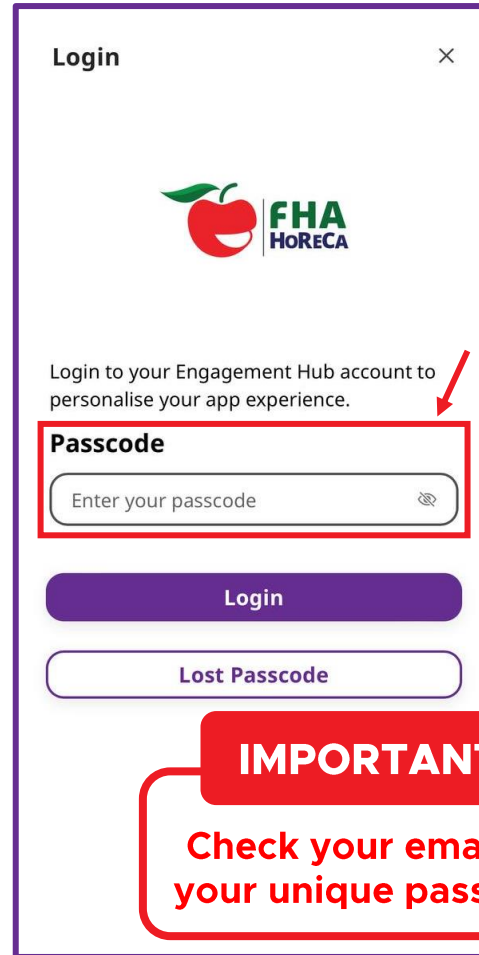 Login
FHA
HoReCa
Login to your Engagement Hub account to
personalise your app experience.
Passcode
Enter your passcode
Login
Lost Passcode
IMPORTANT
Check your
your unique